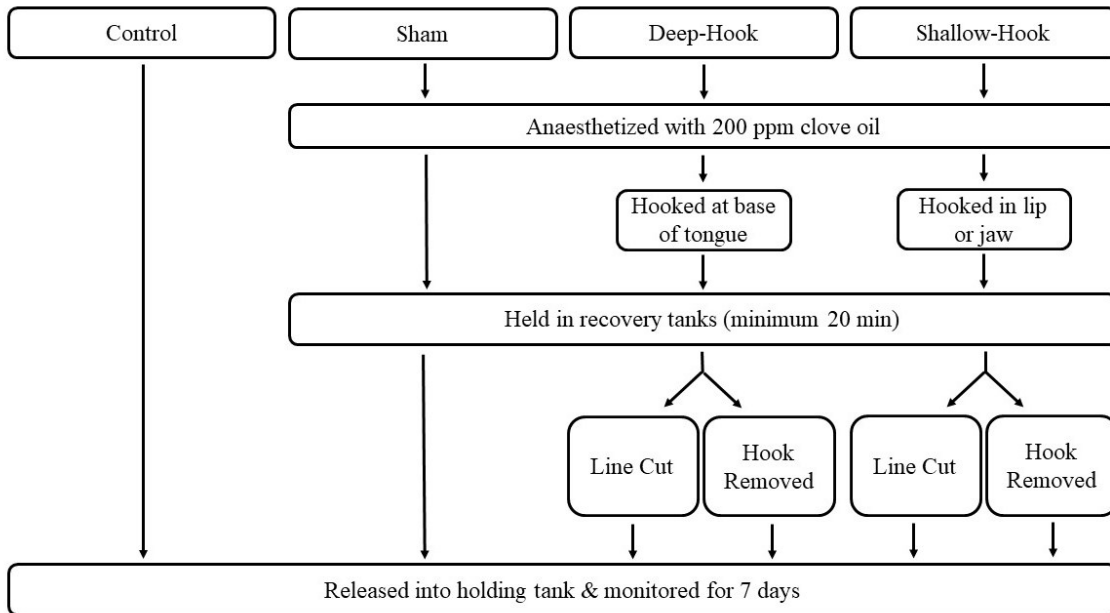 Control
Sham
Deep-Hook
Shallow-Hook
Anaesthetized with 200 ppm clove oil
Hooked at base
of tongue
Hooked in lip
or jaw
Held in recovery tanks (minimum 20 min)
Line Cut
Hook
Removed
Line Cut
Hook
Removed
Released into holding tank & monitored for 7 days